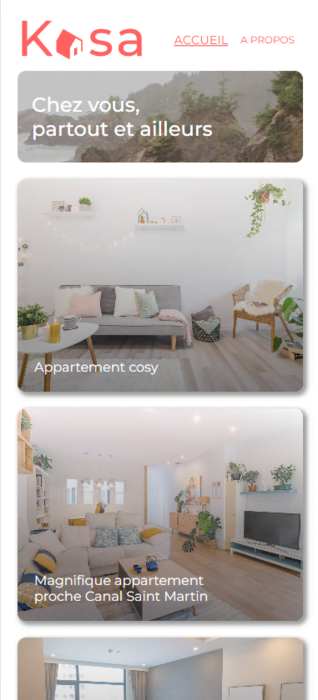 Kasa
ACCUEIL
A PROPOS
Chez vous,
partout et ailleurs
Appartement cosy
Magnifique appartement
proche Canal Saint Martin